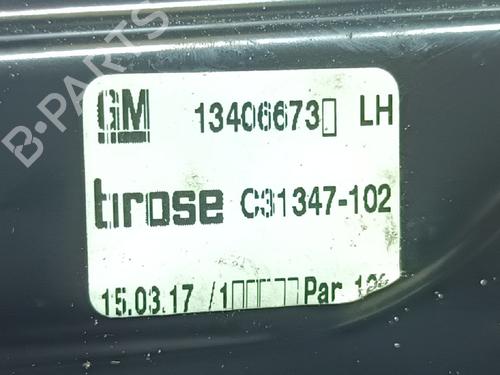 B-PARTS
GM 13406673 LH
tirose C31347-102
15.03.17 /1 Par